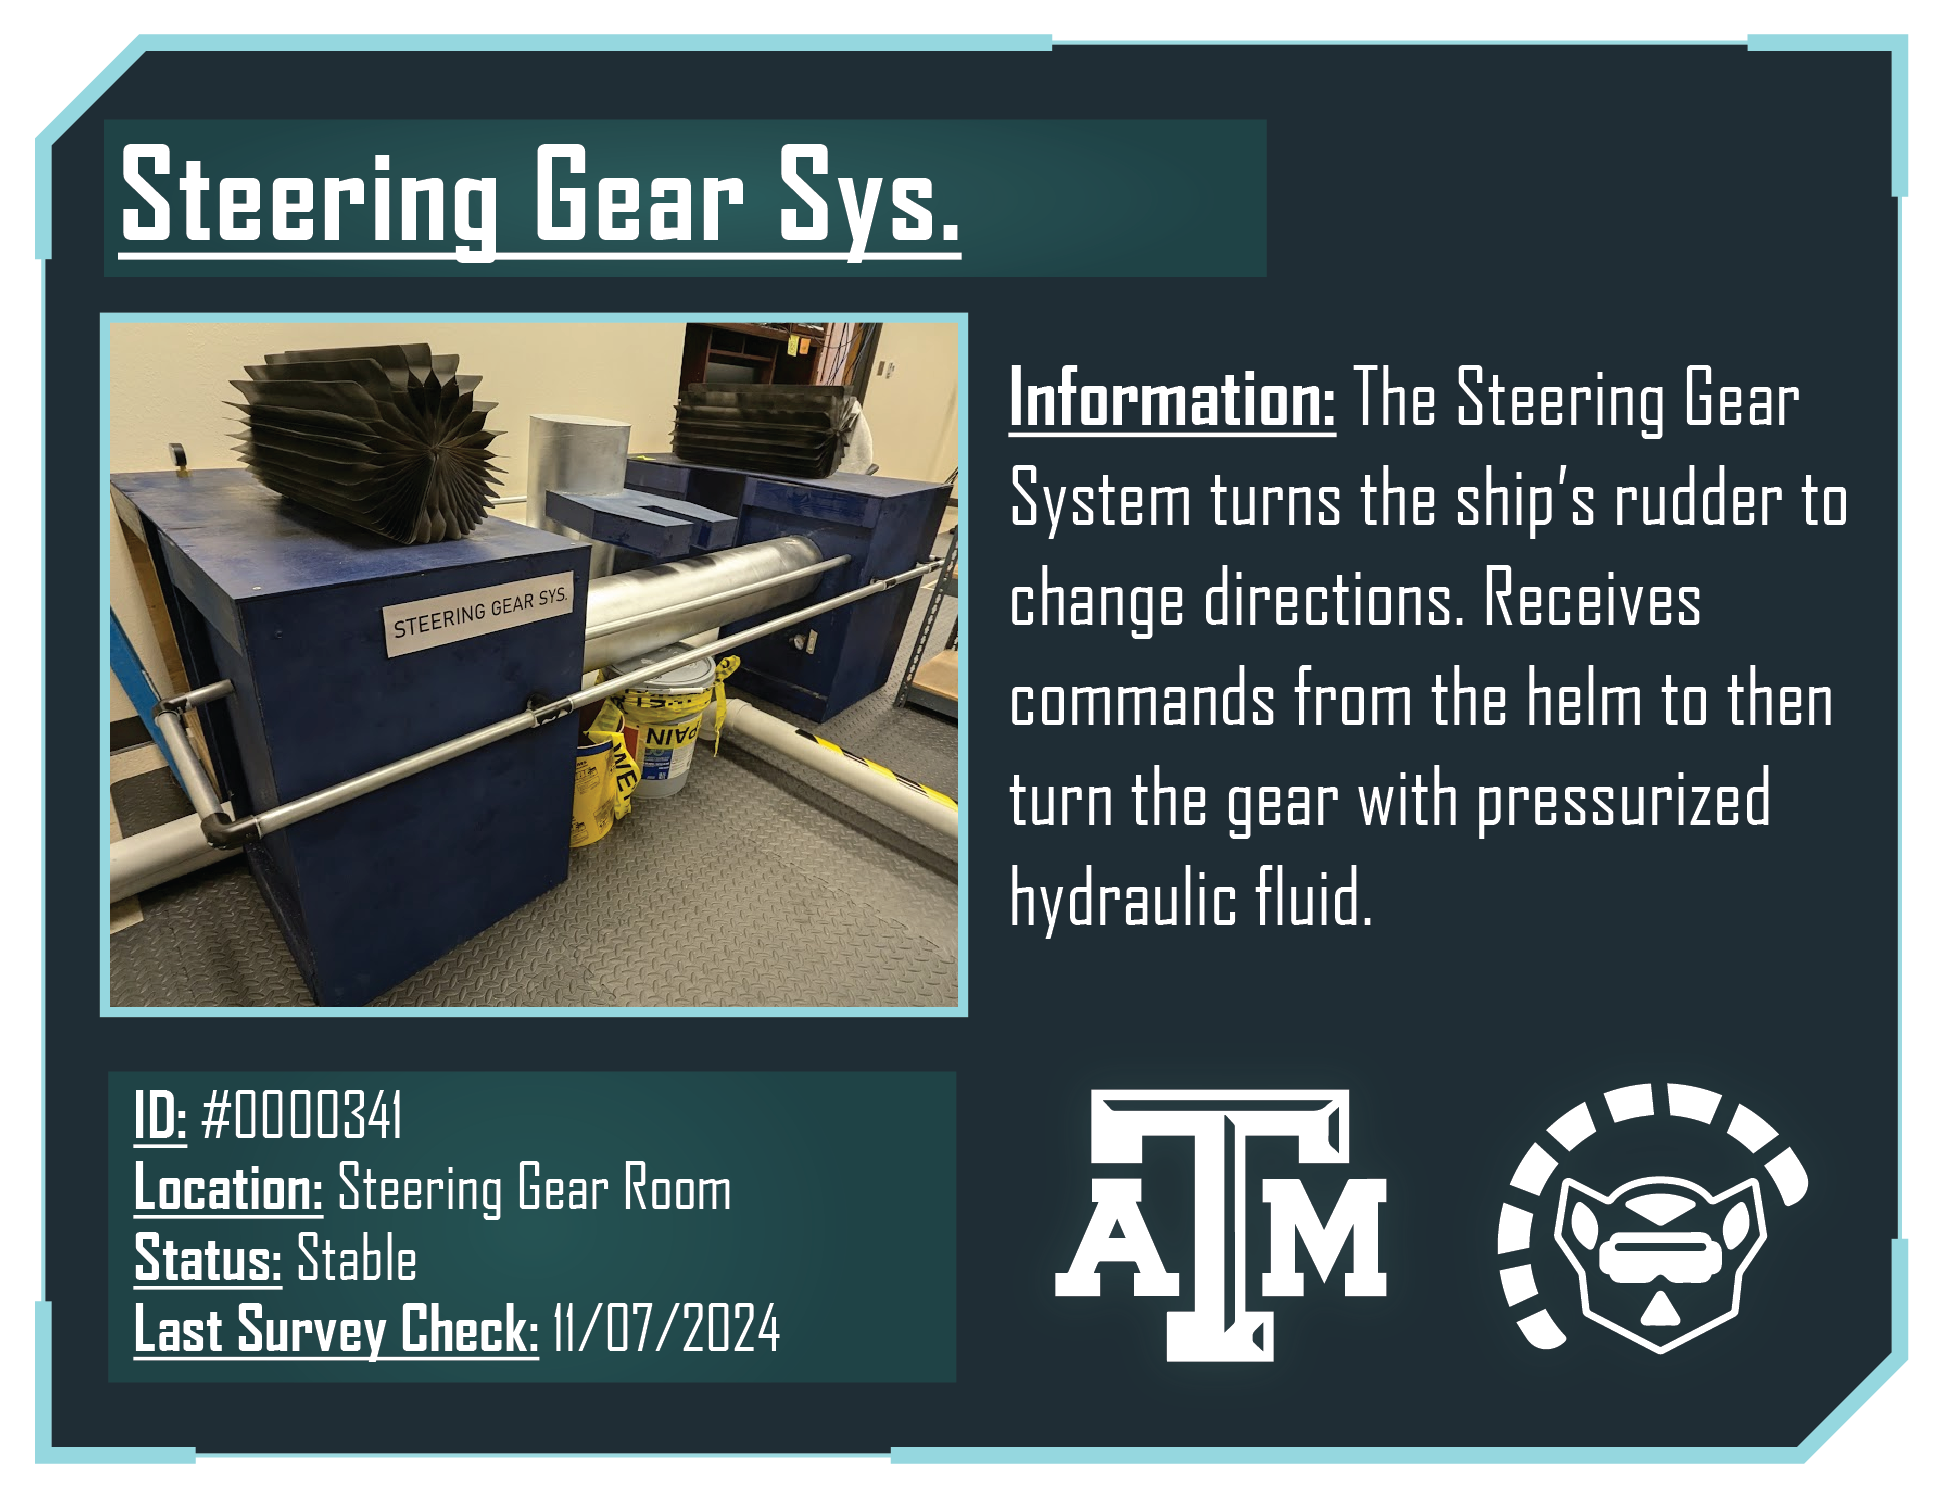 Steering Gear Sys.
STEERING GEAR SYS.
PAIN
WE
Information: The Steering Gear
System turns the ship’s rudder to
change directions. Receives
commands from the helm to then
turn the gear with pressurized
hydraulic fluid.
ID: #0000341
Location: Steering Gear Room
Status: Stable
Last Survey Check: 11/07/2024
ATM